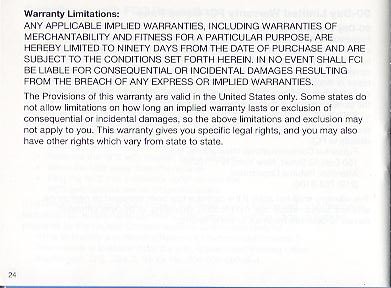 Warranty Limitations:
ANY APPLICABLE IMPLIED WARRANTIES, INCLUDING WARRANTIES OF
MERCHANTABILITY AND FITNESS FOR A PARTICULAR PURPOSE, ARE
HEREBY LIMITED TO NINETY DAYS FROM THE DATE OF PURCHASE AND ARE
SUBJECT TO THE CONDITIONS SET FORTH HEREIN. IN NO EVENT SHALL FCI
BE LIABLE FOR CONSEQUENTIAL OR INCIDENTAL DAMAGES RESULTING
FROM THE BREACH OF ANY EXPRESS OR IMPLIED WARRANTIES.
The Provisions of this warranty are valid in the United States only. Some states do
not allow limitations on how long an implied warranty lasts or exclusion of
consequential or incidental damages, so the above limitations and exclusion may
not apply to you. This warranty gives you specific legal rights, and you may also
have other rights which vary from state to state.
24